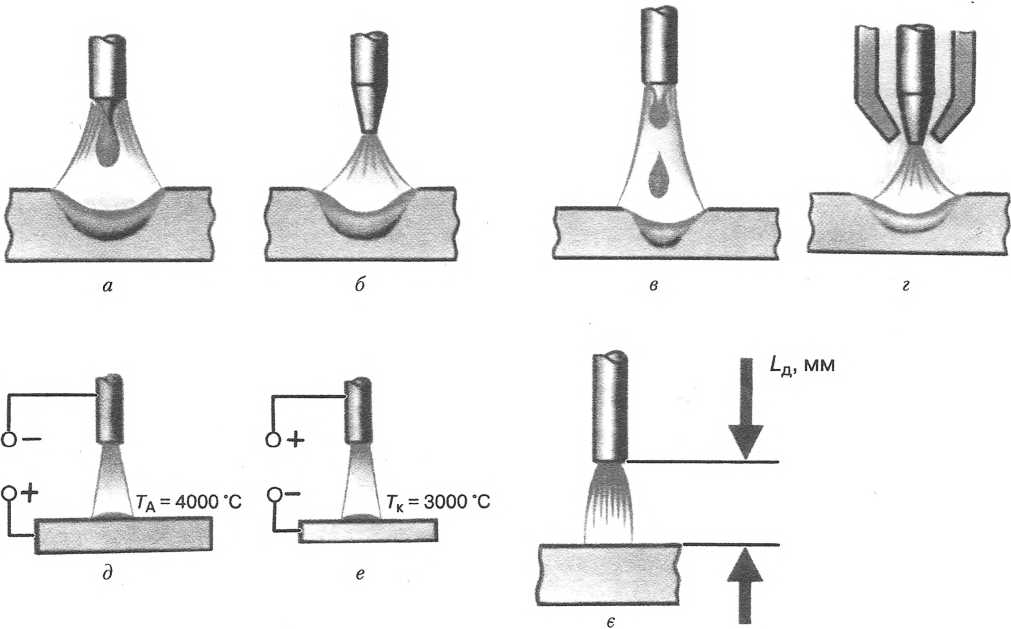 а
б
в
г
Lд, мм
−
+
+
−
TА = 4000 °C
Tк = 3000 °C
д
е
є